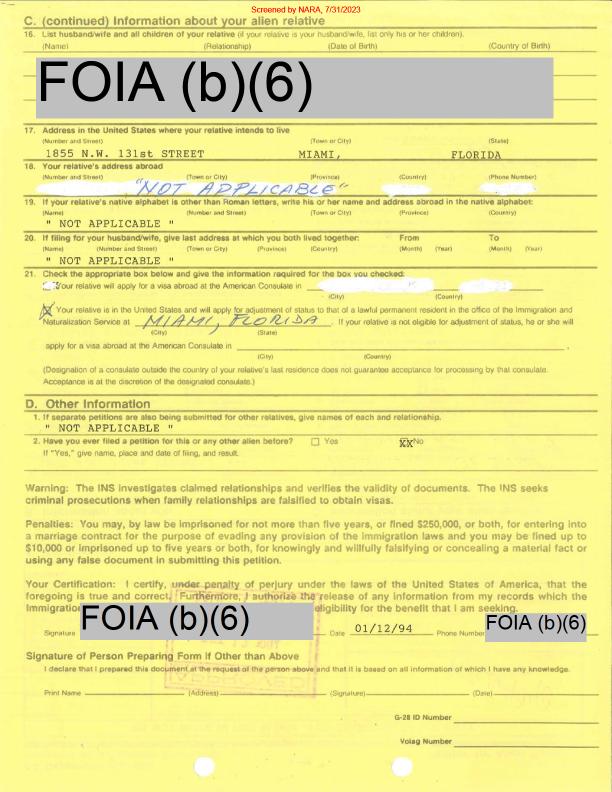 Screened by NARA, 7/31/2023
C. (continued) Information about your alien relative
16. List husband/wife and all children of your relative (if your relative is your husband/wife, list only his or her children).
(Name) (Relationship) (Date of Birth) (Country of Birth)
FOIA (b)(6)
17. Address in the United States where your relative intends to live
(Number and Street) (Town or City) (State)
1855 N.W. 131st STREET MIAMI, FLORIDA
18. Your relative's address abroad
(Number and Street) (Town or City) (Province) (Country) (Phone Number)
"NOT APPLICABLE"
19. If your relative's native alphabet is other than Roman letters, write his or her name and address abroad in the native alphabet:
(Name) (Number and Street) (Town or City) (Province) (Country)
" NOT APPLICABLE "
20. If filing for your husband/wife, give last address at which you both lived together: From To
(Name) (Number and Street) (Town or City) (Province) (Country) (Month) (Year) (Month) (Year)
" NOT APPLICABLE "
21. Check the appropriate box below and give the information required for the box you checked:
Your relative will apply for a visa abroad at the American Consulate in
(City) (Country)
X Your relative is in the United States and will apply for adjustment of status to that of a lawful permanent resident in the office of the Immigration and
Naturalization Service at MIAMI, FLORIDA . If your relative is not eligible for adjustment of status, he or she will
(City) (State)
apply for a visa abroad at the American Consulate in .
(City) (Country)
(Designation of a consulate outside the country of your relative's last residence does not guarantee acceptance for processing by that consulate.
Acceptance is at the discretion of the designated consulate.)
D. Other Information
1. If separate petitions are also being submitted for other relatives, give names of each and relationship.
" NOT APPLICABLE "
2. Have you ever filed a petition for this or any other alien before? Yes XX No
If "Yes," give name, place and date of filing, and result.
Warning: The INS investigates claimed relationships and verifies the validity of documents. The INS seeks
criminal prosecutions when family relationships are falsified to obtain visas.
Penalties: You may, by law be imprisoned for not more than five years, or fined $250,000, or both, for entering into
a marriage contract for the purpose of evading any provision of the immigration laws and you may be fined up to
$10,000 or imprisoned up to five years or both, for knowingly and willfully falsifying or concealing a material fact or
using any false document in submitting this petition.
Your Certification: I certify, under penalty of perjury under the laws of the United States of America, that the
foregoing is true and correct. Furthermore, I authorize the release of any information from my records which the
Immigration FOIA (b)(6) eligibility for the benefit that I am seeking.
Signature Date 01/12/94 Phone Number FOIA (b)(6)
Signature of Person Preparing Form if Other than Above
I declare that I prepared this document at the request of the person above and that it is based on all information of which I have any knowledge.
Print Name (Address) (Signature) (Date)
G-28 ID Number
Volag Number